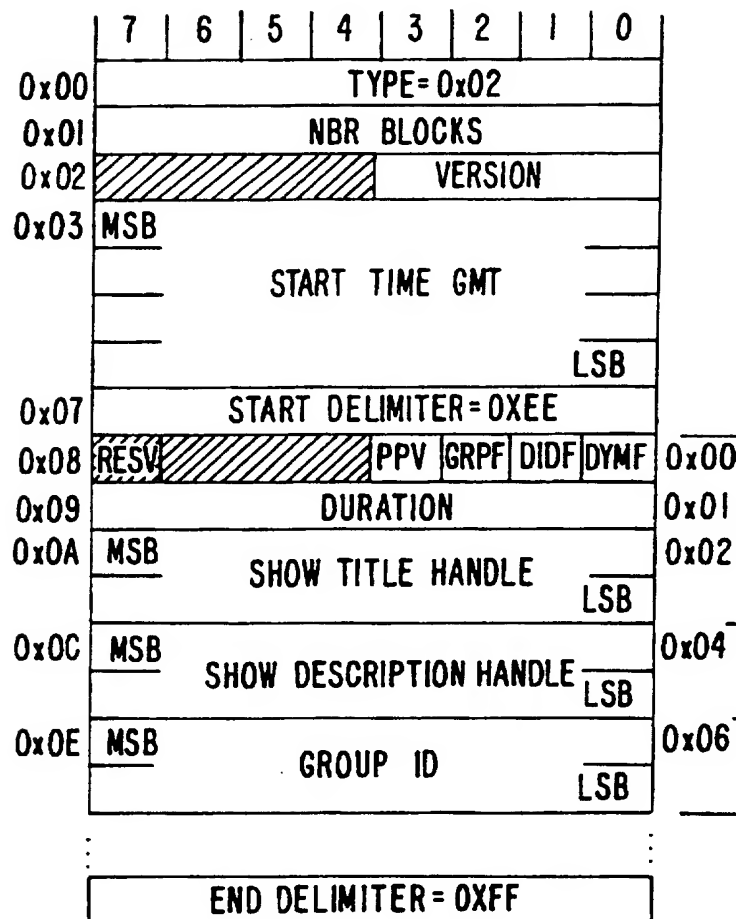 7 6 5 4 3 2 1 0
0x00 TYPE=0x02
0x01 NBR BLOCKS
0x02 VERSION
0x03 MSB
START TIME GMT
LSB
0x07 START DELIMITER=0XEE
0x08 RESV PPV GRPF DIDF DYMF 0x00
0x09 DURATION 0x01
0x0A MSB 0x02
SHOW TITLE HANDLE
LSB
0x0C MSB 0x04
SHOW DESCRIPTION HANDLE
LSB
0x0E MSB 0x06
GROUP ID
LSB
END DELIMITER=0XFF